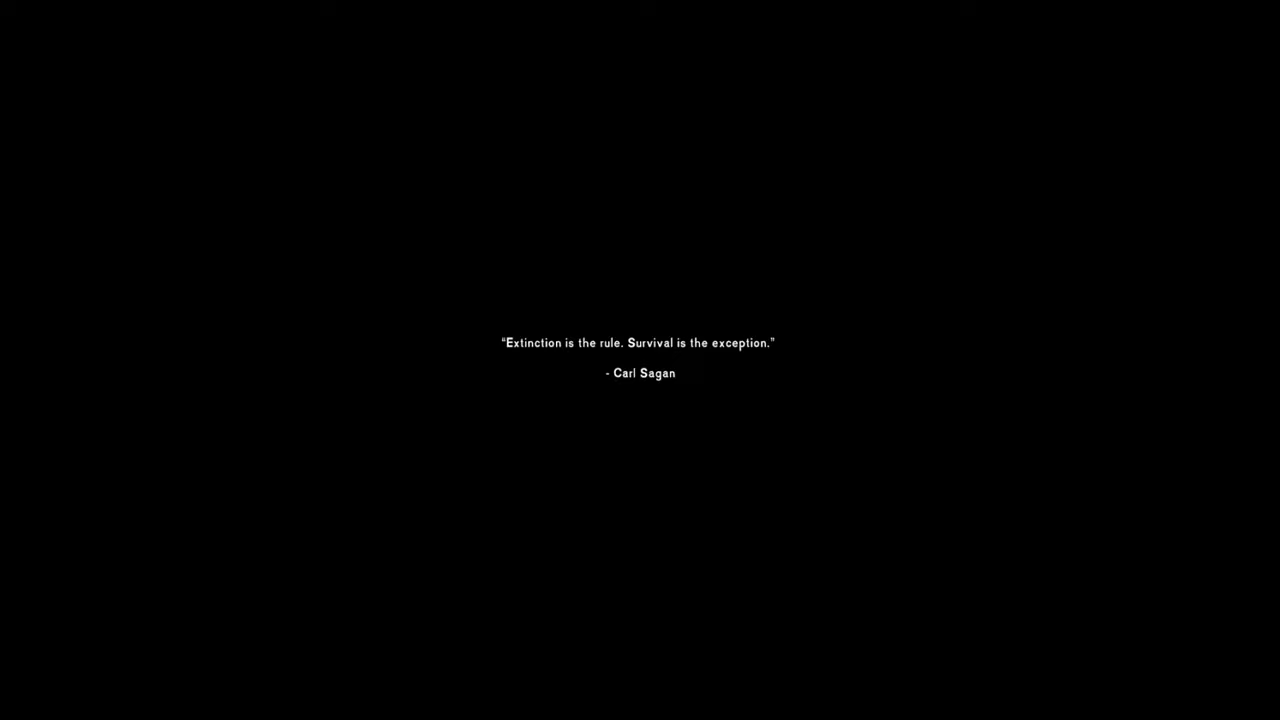 “Extinction is the rule. Survival is the exception.”
- Carl Sagan